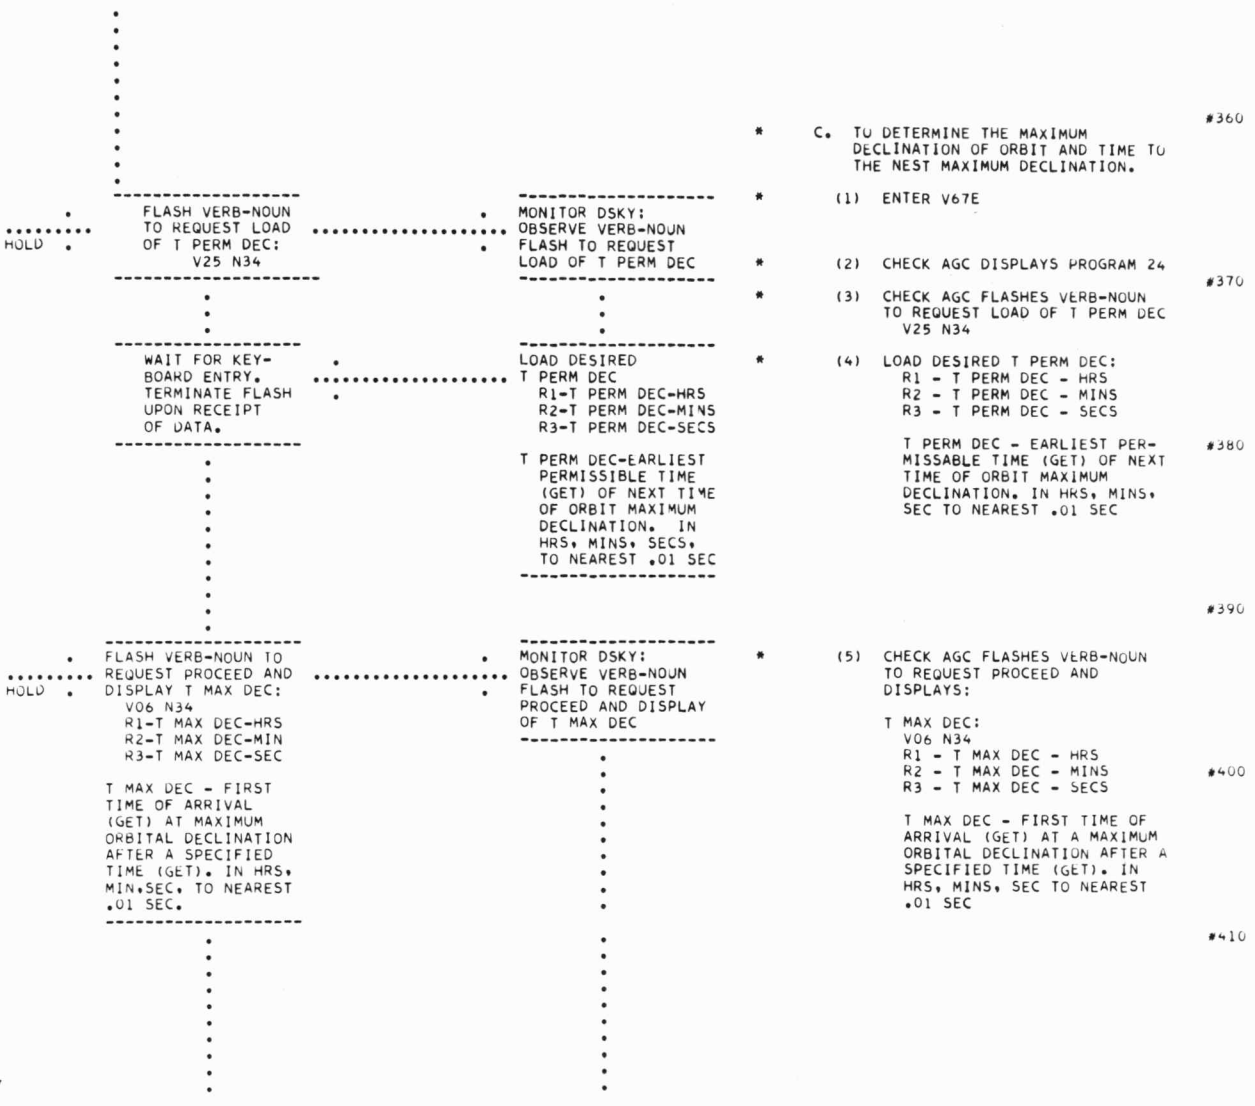 #360
* C. TO DETERMINE THE MAXIMUM
DECLINATION OF ORBIT AND TIME TO
THE NEST MAXIMUM DECLINATION.
FLASH VERB-NOUN
TO REQUEST LOAD
OF T PERM DEC:
V25 N34
HOLD
MONITOR DSKY:
OBSERVE VERB-NOUN
FLASH TO REQUEST
LOAD OF T PERM DEC
* (1) ENTER V67E
* (2) CHECK AGC DISPLAYS PROGRAM 24
#370
* (3) CHECK AGC FLASHES VERB-NOUN
TO REQUEST LOAD OF T PERM DEC
V25 N34
WAIT FOR KEY-
BOARD ENTRY.
TERMINATE FLASH
UPON RECEIPT
OF DATA.
LOAD DESIRED
T PERM DEC
R1-T PERM DEC-HRS
R2-T PERM DEC-MINS
R3-T PERM DEC-SECS
T PERM DEC-EARLIEST
PERMISSIBLE TIME
(GET) OF NEXT TIME
OF ORBIT MAXIMUM
DECLINATION. IN
HRS, MINS, SECS,
TO NEAREST .01 SEC
* (4) LOAD DESIRED T PERM DEC:
R1 - T PERM DEC - HRS
R2 - T PERM DEC - MINS
R3 - T PERM DEC - SECS
#380
T PERM DEC - EARLIEST PER-
MISSABLE TIME (GET) OF NEXT
TIME OF ORBIT MAXIMUM
DECLINATION. IN HRS, MINS,
SEC TO NEAREST .01 SEC
#390
HOLD
FLASH VERB-NOUN TO
REQUEST PROCEED AND
DISPLAY T MAX DEC:
V06 N34
R1-T MAX DEC-HRS
R2-T MAX DEC-MIN
R3-T MAX DEC-SEC
T MAX DEC - FIRST
TIME OF ARRIVAL
(GET) AT MAXIMUM
ORBITAL DECLINATION
AFTER A SPECIFIED
TIME (GET). IN HRS,
MIN,SEC, TO NEAREST
.01 SEC.
MONITOR DSKY:
OBSERVE VERB-NOUN
FLASH TO REQUEST
PROCEED AND DISPLAY
OF T MAX DEC
* (5) CHECK AGC FLASHES VERB-NOUN
TO REQUEST PROCEED AND
DISPLAYS:
T MAX DEC:
V06 N34
R1 - T MAX DEC - HRS
R2 - T MAX DEC - MINS
R3 - T MAX DEC - SECS
#400
T MAX DEC - FIRST TIME OF
ARRIVAL (GET) AT A MAXIMUM
ORBITAL DECLINATION AFTER A
SPECIFIED TIME (GET). IN
HRS, MINS, SEC TO NEAREST
.01 SEC
#410